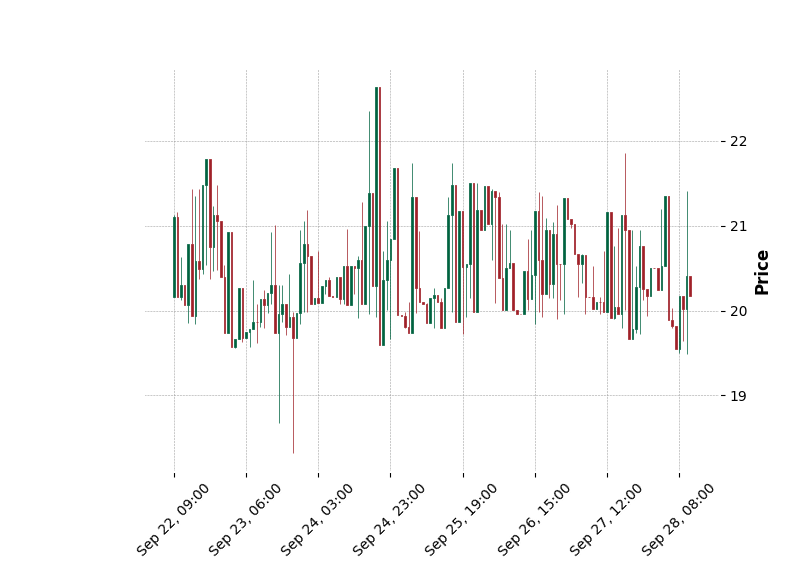 22
21
20
19
Price
Sep 22, 09:00
Sep 23, 06:00
Sep 24, 03:00
Sep 24, 23:00
Sep 25, 19:00
Sep 26, 15:00
Sep 27, 12:00
Sep 28, 08:00